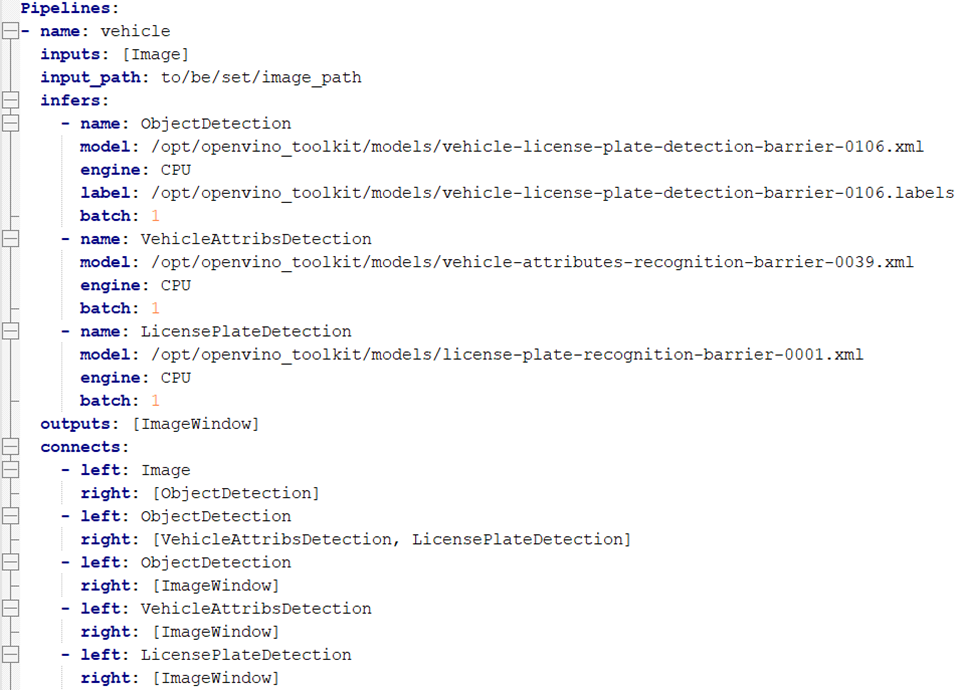 Pipelines:
- name: vehicle
  inputs: [Image]
  input_path: to/be/set/image_path
  infers:
    - name: ObjectDetection
      model: /opt/openvino_toolkit/models/vehicle-license-plate-detection-barrier-0106.xml
      engine: CPU
      label: /opt/openvino_toolkit/models/vehicle-license-plate-detection-barrier-0106.labels
      batch: 1
    - name: VehicleAttribsDetection
      model: /opt/openvino_toolkit/models/vehicle-attributes-recognition-barrier-0039.xml
      engine: CPU
      batch: 1
    - name: LicensePlateDetection
      model: /opt/openvino_toolkit/models/license-plate-recognition-barrier-0001.xml
      engine: CPU
      batch: 1
  outputs: [ImageWindow]
  connects:
    - left: Image
      right: [ObjectDetection]
    - left: ObjectDetection
      right: [VehicleAttribsDetection, LicensePlateDetection]
    - left: ObjectDetection
      right: [ImageWindow]
    - left: VehicleAttribsDetection
      right: [ImageWindow]
    - left: LicensePlateDetection
      right: [ImageWindow]